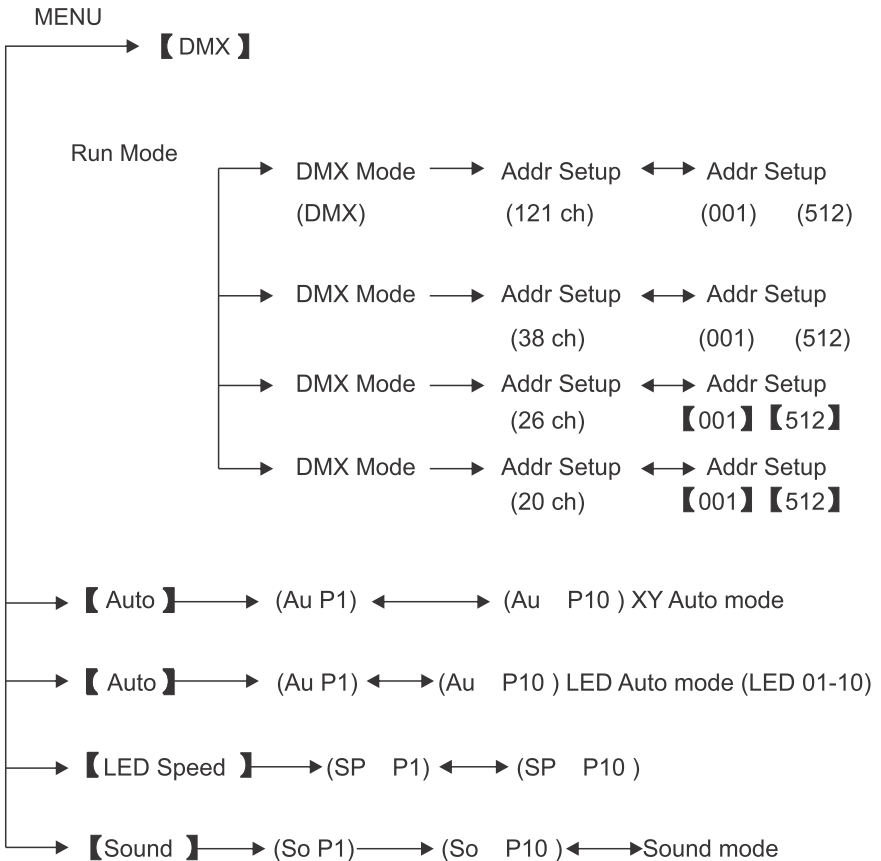 MENU
【 DMX 】
Run Mode
DMX Mode Addr Setup Addr Setup
(DMX) (121 ch) (001) (512)
DMX Mode Addr Setup Addr Setup
(38 ch) (001) (512)
DMX Mode Addr Setup Addr Setup
(26 ch) 【001】【512】
DMX Mode Addr Setup Addr Setup
(20 ch) 【001】【512】
【 Auto 】 (Au P1) (Au P10 ) XY Auto mode
【 Auto 】 (Au P1) (Au P10 ) LED Auto mode (LED 01-10)
【LED Speed 】 (SP P1) (SP P10 )
【Sound 】 (So P1) (So P10 ) Sound mode